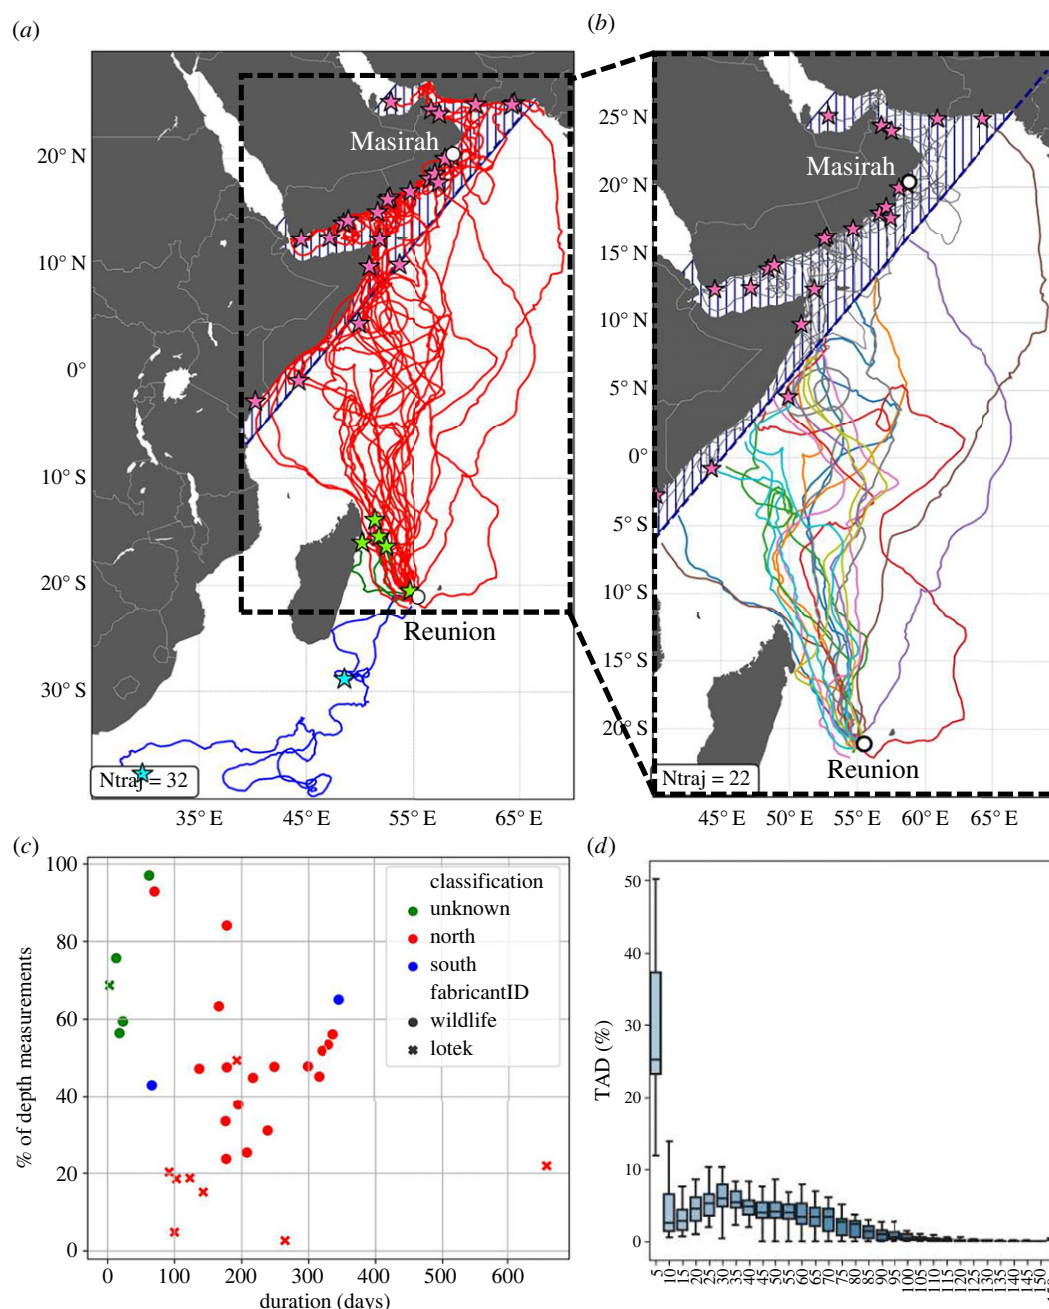 (a)
(b)
Masirah
20° N
10° N
0°
10° S
20° S
30° S
Reunion
Ntraj = 32
35° E
45° E
55° E
65° E
25° N
20° N
15° N
10° N
5° N
0°
5° S
10° S
15° S
20° S
Masirah
Reunion
Ntraj = 22
45° E
50° E
55° E
60° E
65° E
(c)
% of depth measurements
100
80
60
40
20
0
0 100 200 300 400 500 600
duration (days)
classification
unknown
north
south
fabricantID
wildlife
lotek
(d)
TAD (%)
50
40
30
20
10
0
5 10 15 20 25 30 35 40 45 50 55 60 65 70 75 80 85 90 95 100 105 110 115 120 125 130 135 140 145 150